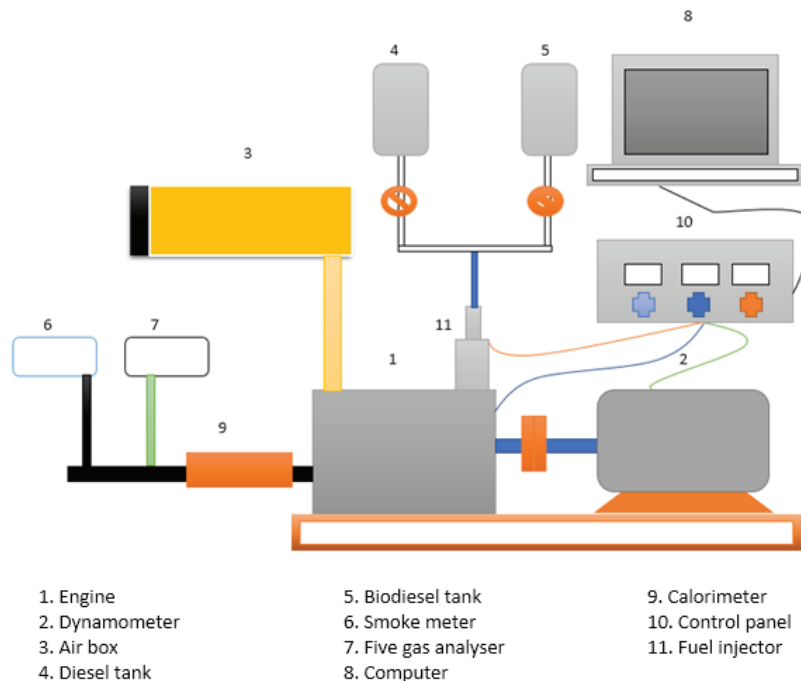 4
5
8
3
10
11
6
7
1
2
9
1. Engine
2. Dynamometer
3. Air box
4. Diesel tank
5. Biodiesel tank
6. Smoke meter
7. Five gas analyser
8. Computer
9. Calorimeter
10. Control panel
11. Fuel injector